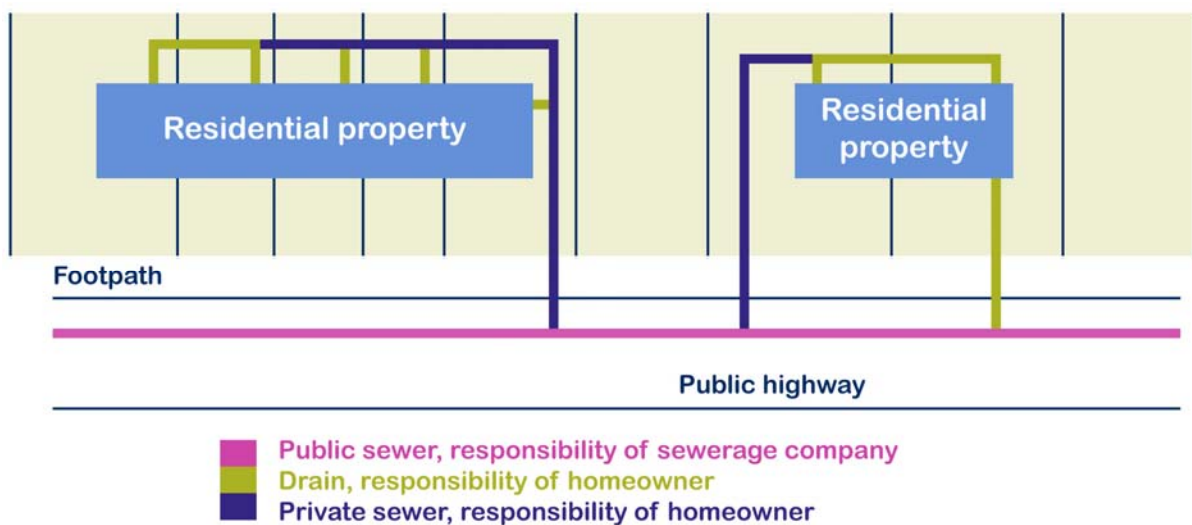 Residential property
Residential
property
Footpath
Public highway
Public sewer, responsibility of sewerage company
Drain, responsibility of homeowner
Private sewer, responsibility of homeowner